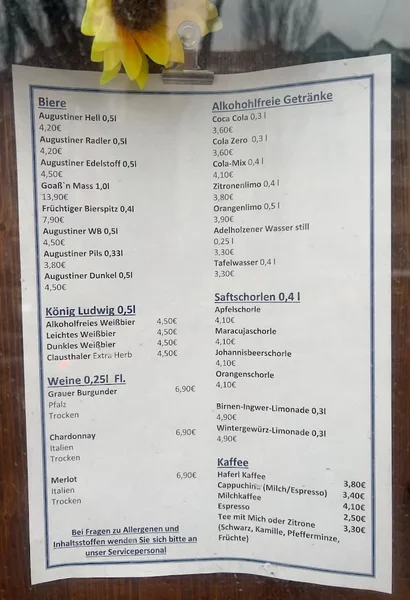 Biere
Augustiner Hell 0,5l
4,20€
Augustiner Radler 0,5l
4,20€
Augustiner Edelstoff 0,5l
4,50€
Goaß`n Mass 1,0l
13,90€
Früchtiger Bierspitz 0,4l
7,90€
Augustiner WB 0,5l
4,50€
Augustiner Pils 0,33l
3,80€
Augustiner Dunkel 0,5l
4,50€
König Ludwig 0,5l
Alkoholfreies Weißbier 4,50€
Leichtes Weißbier 4,50€
Dunkles Weißbier 4,50€
Clausthaler Extra Herb 4,50€
Weine 0,25l Fl.
Grauer Burgunder 6,90€
Pfalz
Trocken
Chardonnay 6,90€
Italien
Trocken
Merlot 6,90€
Italien
Trocken
Bei Fragen zu Allergenen und
Inhaltsstoffen wenden Sie sich bitte an
unser Servicepersonal
Alkohohlfreie Getränke
Coca Cola 0,3 l
3,60€
Cola Zero 0,3 l
3,60€
Cola-Mix 0,4 l
4,10€
Zitronenlimo 0,4 l
3,80€
Orangenlimo 0,5 l
3,90€
Adelholzener Wasser still
0,25 l
3,30€
Tafelwasser 0,4 l
3,30€
Saftschorlen 0,4 l
Apfelschorle
4,10€
Maracujaschorle
4,10€
Johannisbeerschorle
4,10€
Orangenschorle
4,10€
Birnen-Ingwer-Limonade 0,3l
4,90€
Wintergewürz-Limonade 0,3l
4,90€
Kaffee
Haferl Kaffee 3,80€
Cappuchino (Milch/Espresso) 3,40€
Milchkaffee 4,10€
Espresso 2,50€
Tee mit Mich oder Zitrone 3,30€
(Schwarz, Kamille, Pfefferminze,
Früchte)